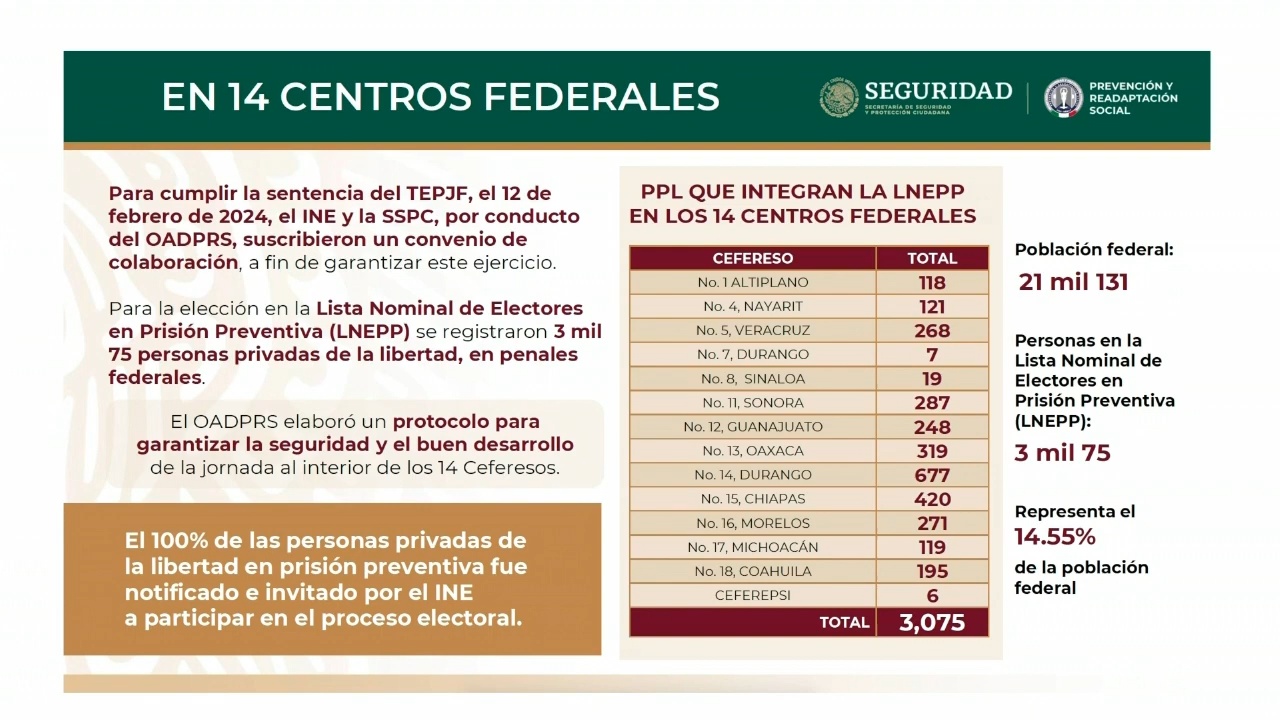 EN 14 CENTROS FEDERALES
SEGURIDAD
SECRETARÍA DE SEGURIDAD
Y PROTECCIÓN CIUDADANA
PREVENCIÓN Y
READAPTACIÓN
SOCIAL
Para cumplir la sentencia del TEPJF, el 12 de
febrero de 2024, el INE y la SSPC, por conducto
del OADPRS, suscribieron un convenio de
colaboración, a fin de garantizar este ejercicio.
Para la elección en la Lista Nominal de Electores
en Prisión Preventiva (LNEPP) se registraron 3 mil
75 personas privadas de la libertad, en penales
federales.
El OADPRS elaboró un protocolo para
garantizar la seguridad y el buen desarrollo
de la jornada al interior de los 14 Ceferesos.
El 100% de las personas privadas de
la libertad en prisión preventiva fue
notificado e invitado por el INE
a participar en el proceso electoral.
PPL QUE INTEGRAN LA LNEPP
EN LOS 14 CENTROS FEDERALES
CEFERESO TOTAL
No. 1 ALTIPLANO 118
No. 4, NAYARIT 121
No. 5, VERACRUZ 268
No. 7, DURANGO 7
No. 8, SINALOA 19
No. 11, SONORA 287
No. 12, GUANAJUATO 248
No. 13, OAXACA 319
No. 14, DURANGO 677
No. 15, CHIAPAS 420
No. 16, MORELOS 271
No. 17, MICHOACÁN 119
No. 18, COAHUILA 195
CEFEREPSI 6
TOTAL 3,075
Población federal:
21 mil 131
Personas en la
Lista Nominal de
Electores en
Prisión Preventiva
(LNEPP):
3 mil 75
Representa el
14.55%
de la población
federal